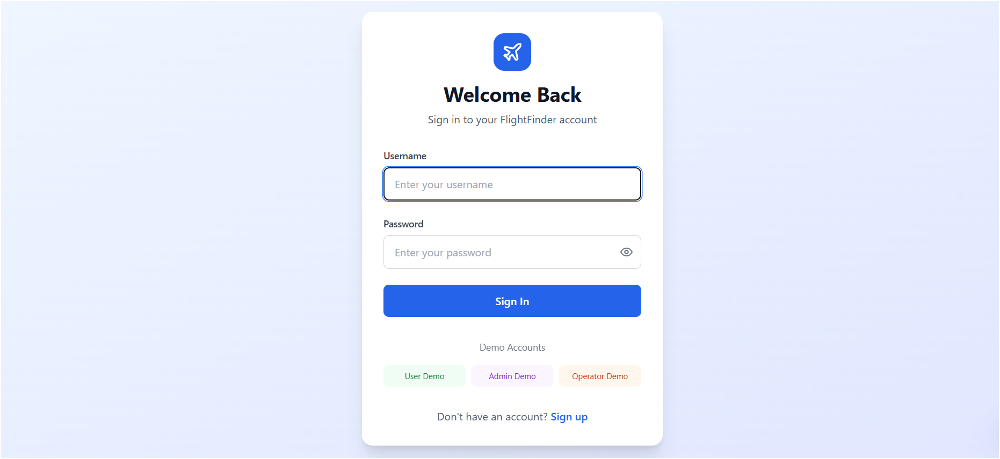 Welcome Back
Sign in to your FlightFinder account
Username
Enter your username
Password
Enter your password
Sign In
Demo Accounts
User Demo
Admin Demo
Operator Demo
Don't have an account? Sign up